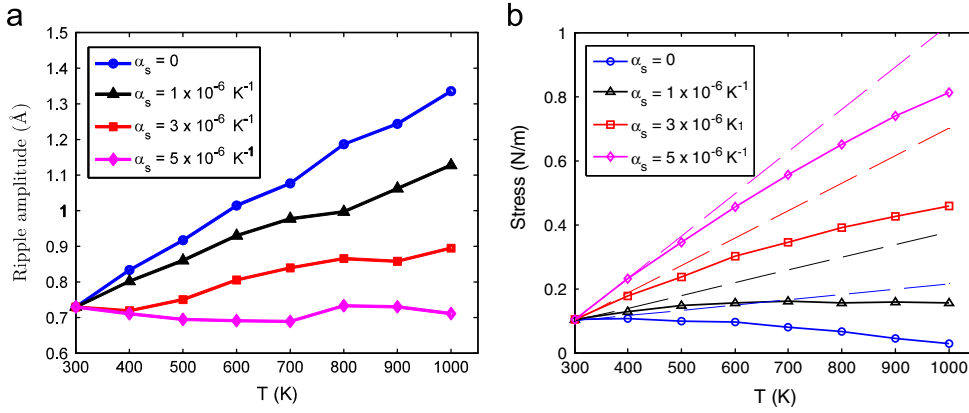 a
Ripple amplitude (Å)
1.5
1.4
1.3
1.2
1.1
1
0.9
0.8
0.7
0.6
α_s = 0
α_s = 1 x 10⁻⁶ K⁻¹
α_s = 3 x 10⁻⁶ K⁻¹
α_s = 5 x 10⁻⁶ K⁻¹
300 400 500 600 700 800 900 1000
T (K)
b
Stress (N/m)
1
0.8
0.6
0.4
0.2
0
α_s = 0
α_s = 1 x 10⁻⁶ K⁻¹
α_s = 3 x 10⁻⁶ K₁
α_s = 5 x 10⁻⁶ K⁻¹
300 400 500 600 700 800 900 1000
T (K)